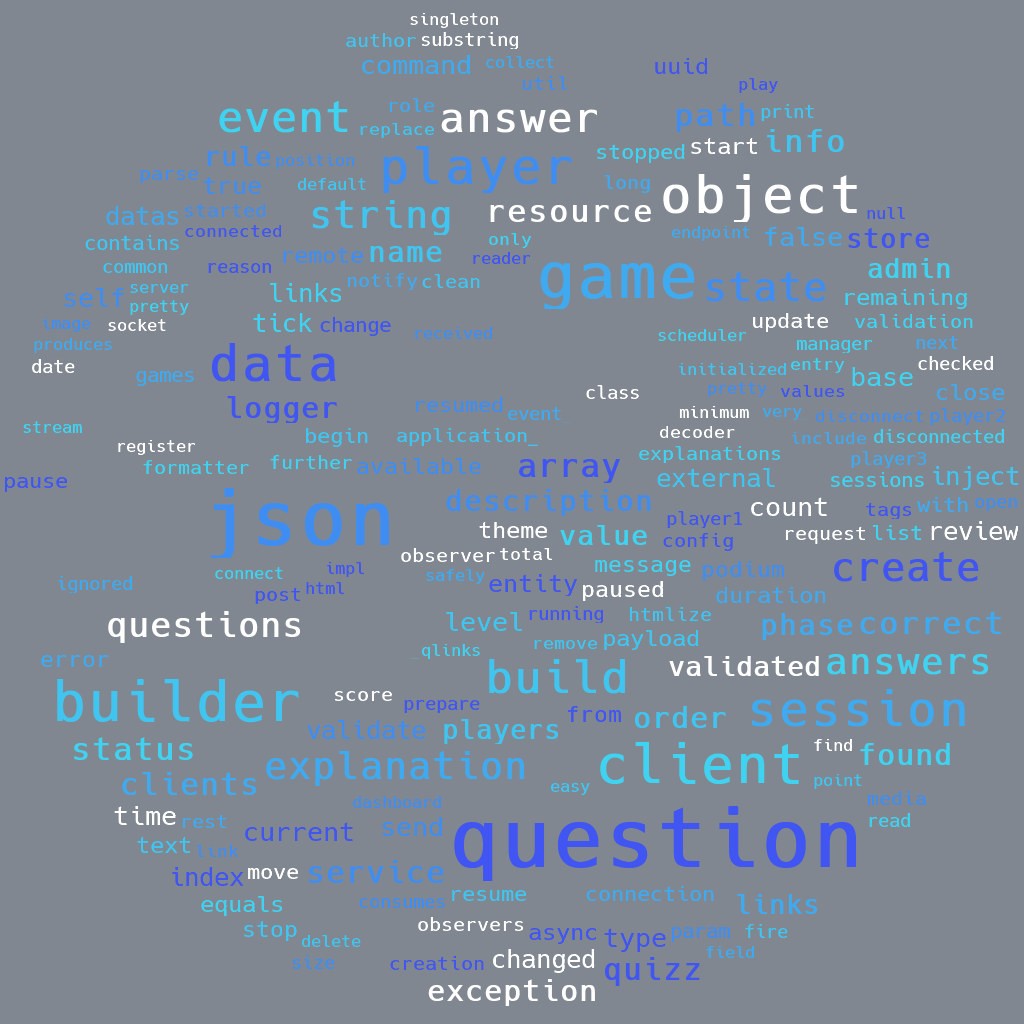 singleton
author substring
command collect uuid
util play
event role answer path print
replace info
rule position player stopped start
parse true default long object
datas started string resource null
connected only endpoint false store
contains remote name reader
common reason game admin
self server links notify clean state remaining
pretty
image socket tick change received scheduler update validation
produces data manager next
date games initialized entry base checked
logger resumed class pretty values close
stream event_ minimum very disconnect player2
register begin application_ decoder include disconnected
formatter further available array explanations player3
pause external sessions inject
json description count tags with open
theme value player1 request list review
observer total config
ignored connect impl safely entity message podium create
post html paused duration
questions level running htmlize phase correct
error _qlinks remove payload validated answers
builder score build session
prepare from order
status validate players client find found
clients explanation easy point
time rest dashboard question media
text link current send read
index move service
equals consumes resume connection links
stop delete observers async type param fire
size creation changed quizz field
exception